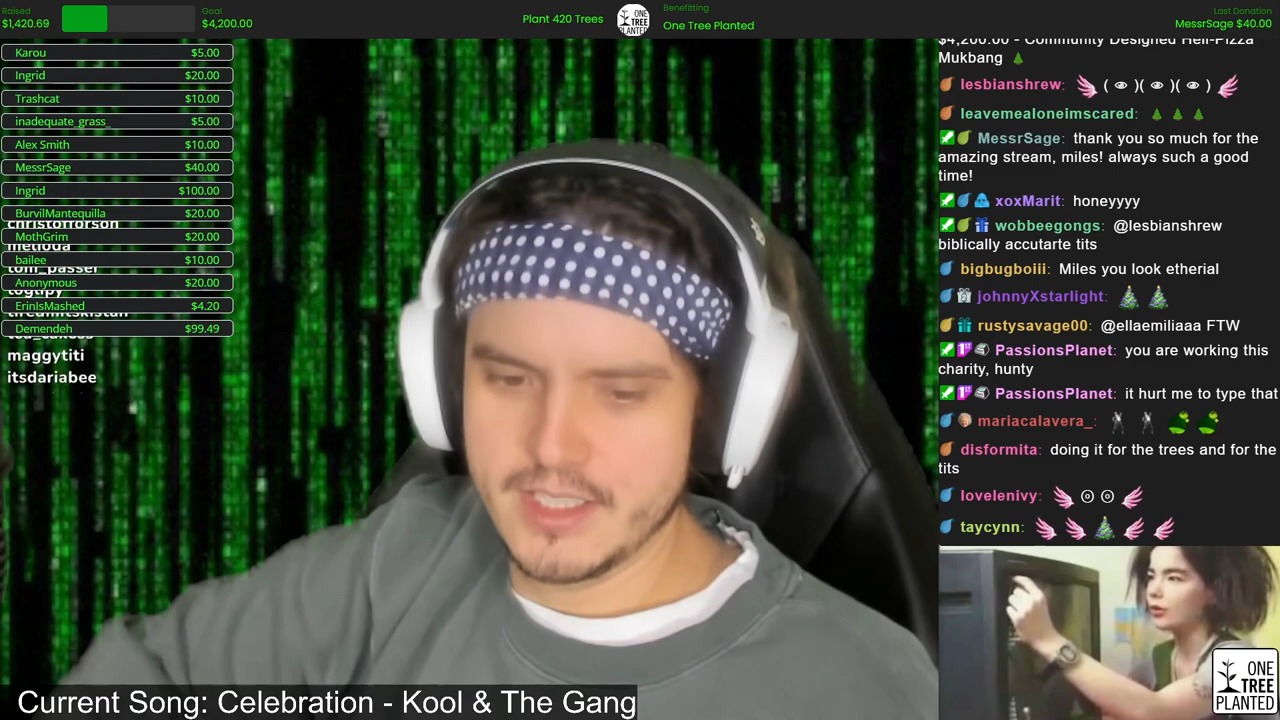 Raised
$1,420.69
Goal
$4,200.00
Plant 420 Trees
ONE
TREE
PLANTED
Benefitting
One Tree Planted
Last Donation
MessrSage $40.00
Karou $5.00
Ingrid $20.00
Trashcat $10.00
inadequate_grass_ $5.00
Alex Smith $10.00
MessrSage $40.00
Ingrid $100.00
BurvilMantequilla $20.00
christofforson
MothGrim $20.00
bailee $10.00
tom_passer
Anonymous $20.00
ErinIsMashed $4.20
Demendeh $99.49
maggytiti
itsdariabee
$4,200.00 - Community Designed Hell-Pizza
Mukbang
lesbianshrew: ( 👁 )( 👁 )( 👁 )
leavemealoneimscared:
MessrSage: thank you so much for the
amazing stream, miles! always such a good
time!
xoxMarit: honeyyyy
wobbeegongs: @lesbianshrew
biblically accutarte tits
bigbugboiii: Miles you look etherial
johnnyXstarlight:
rustysavage00: @ellaemiliaaa FTW
PassionsPlanet: you are working this
charity, hunty
PassionsPlanet: it hurt me to type that
mariacalavera_:
disformita: doing it for the trees and for the
tits
lovelenivy: ◎ ◎
taycynn:
ONE
TREE
PLANTED
Current Song: Celebration - Kool & The Gang